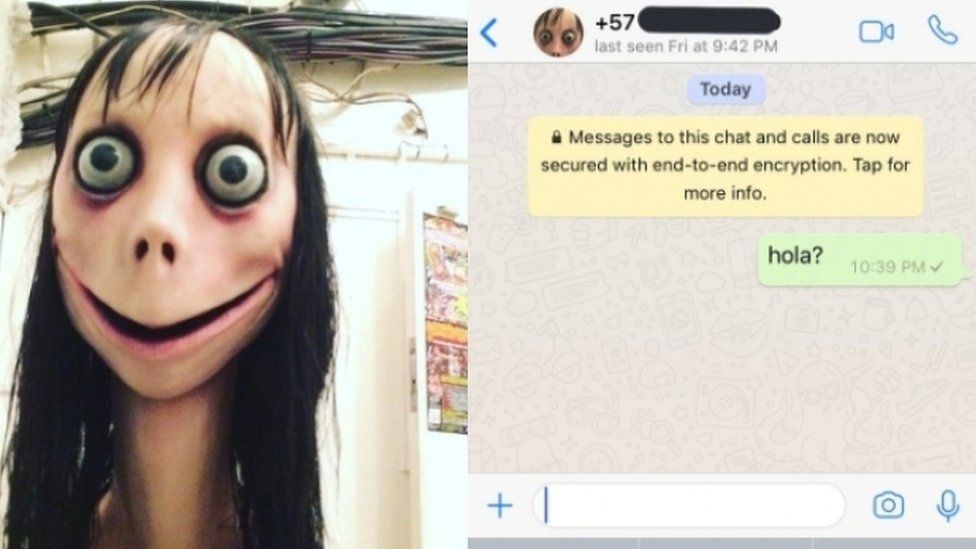 +57
last seen Fri at 9:42 PM
Today
Messages to this chat and calls are now
secured with end-to-end encryption. Tap for
more info.
hola?
10:39 PM